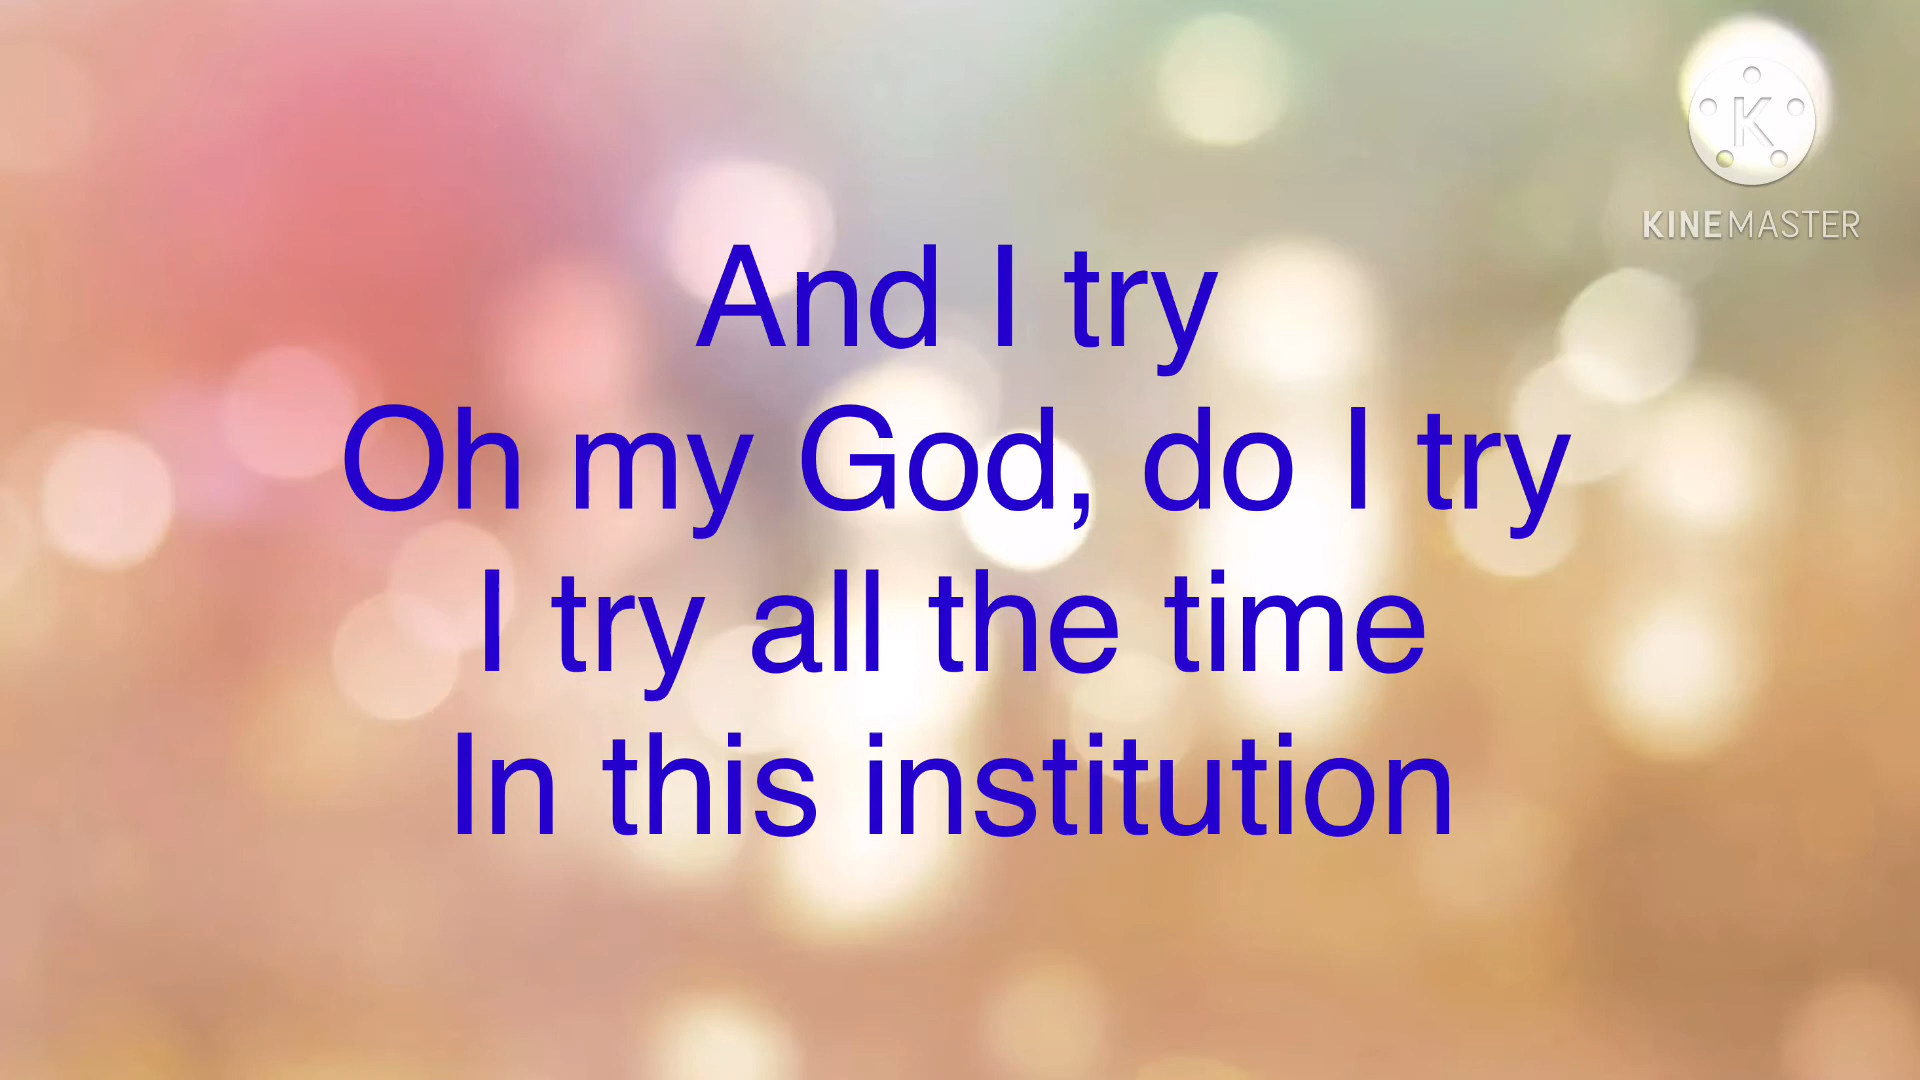 And I try
Oh my God, do I try
I try all the time
In this institution
K
KINEMASTER